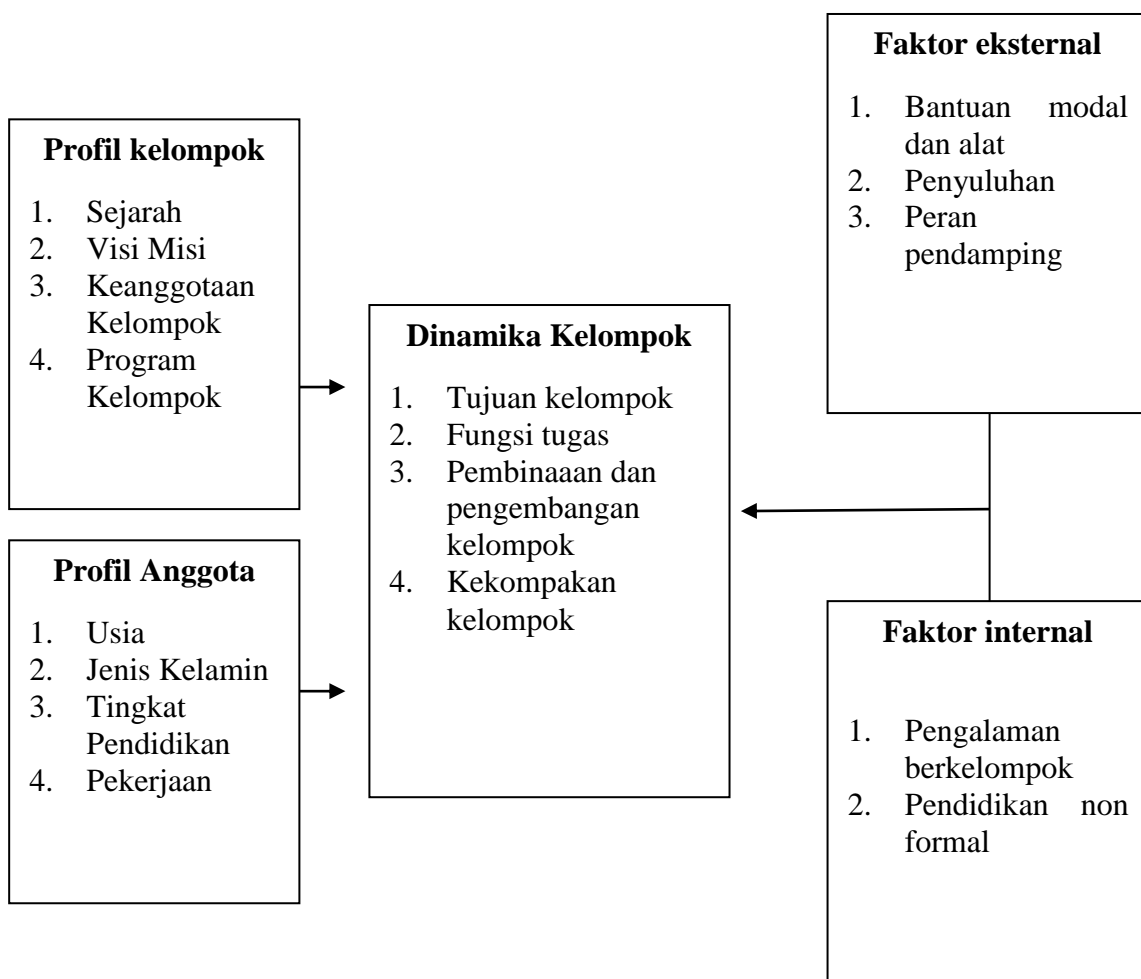 Profil kelompok
1. Sejarah
2. Visi Misi
3. Keanggotaan
Kelompok
4. Program
Kelompok
Profil Anggota
1. Usia
2. Jenis Kelamin
3. Tingkat
Pendidikan
4. Pekerjaan
Dinamika Kelompok
1. Tujuan kelompok
2. Fungsi tugas
3. Pembinaaan dan
pengembangan
kelompok
4. Kekompakan
kelompok
Faktor eksternal
1. Bantuan modal
dan alat
2. Penyuluhan
3. Peran
pendamping
Faktor internal
1. Pengalaman
berkelompok
2. Pendidikan non
formal